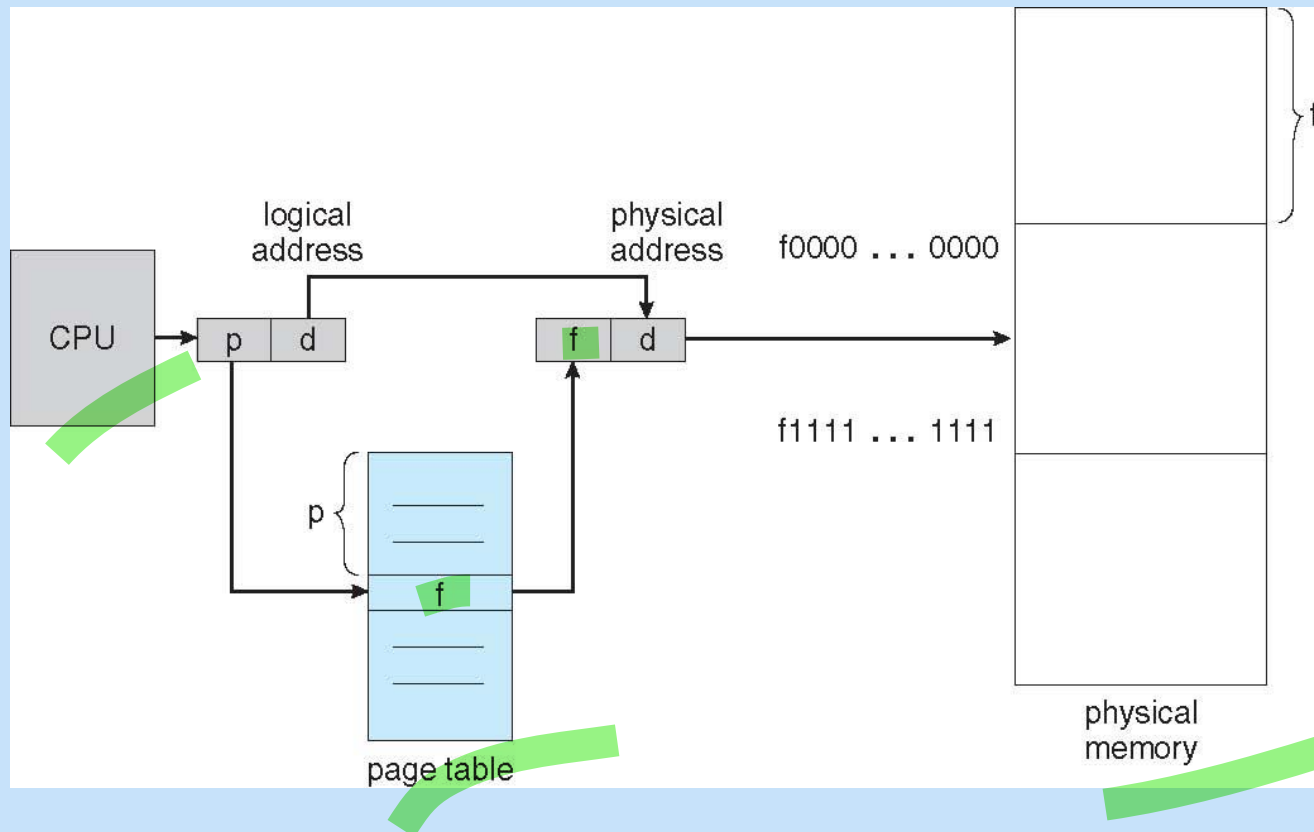 f
logical
address
physical
address
f0000 ... 0000
CPU
p d
f d
f1111 ... 1111
p
f
page table
physical
memory